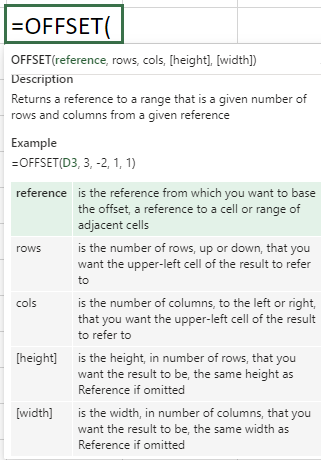 =OFFSET(
OFFSET(reference, rows, cols, [height], [width])
Description
Returns a reference to a range that is a given number of
rows and columns from a given reference
Example
=OFFSET(D3, 3, -2, 1, 1)
reference is the reference from which you want to base
the offset, a reference to a cell or range of
adjacent cells
rows is the number of rows, up or down, that you
want the upper-left cell of the result to refer
to
cols is the number of columns, to the left or right,
that you want the upper-left cell of the result
to refer to
[height] is the height, in number of rows, that you
want the result to be, the same height as
Reference if omitted
[width] is the width, in number of columns, that you
want the result to be, the same width as
Reference if omitted